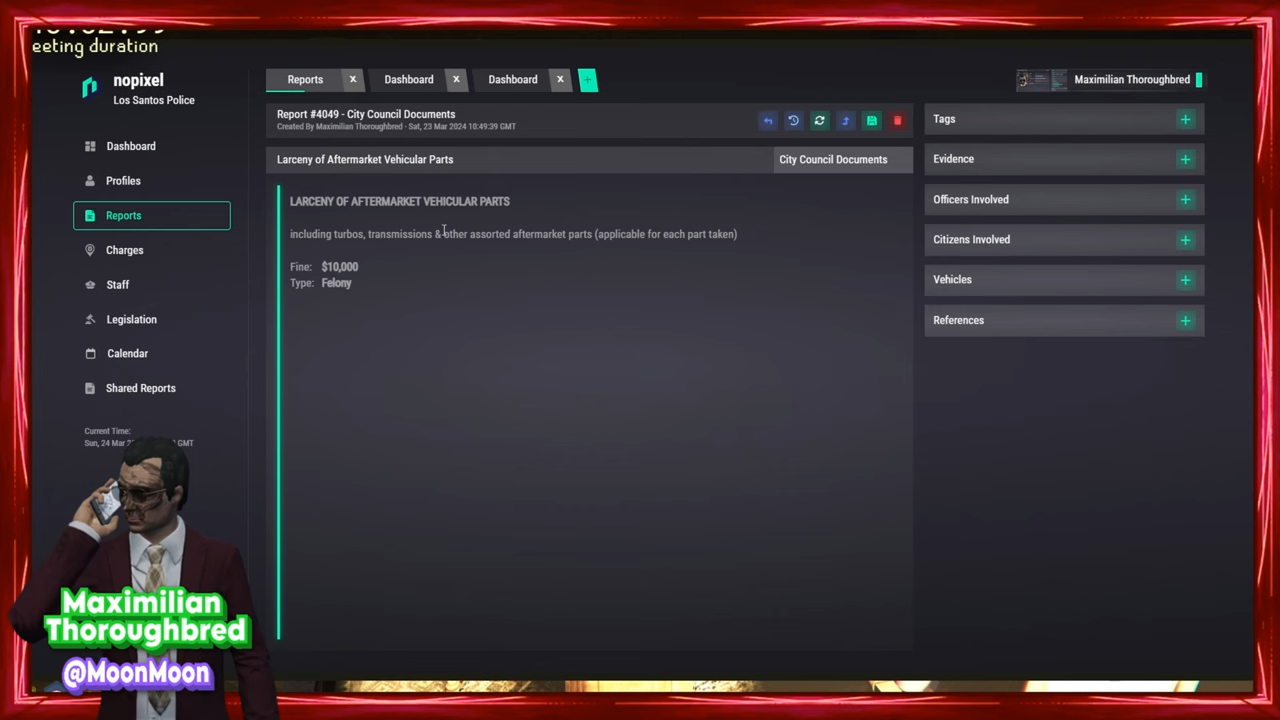 eeting duration
nopixel
Los Santos Police
Dashboard
Profiles
Reports
Charges
Staff
Legislation
Calendar
Shared Reports
Current Time:
Sun, 24 Mar GMT
Reports x Dashboard x Dashboard x +
Maximilian Thoroughbred
Report #4049 - City Council Documents
Created By Maximilian Thoroughbred - Sat, 23 Mar 2024 10:49:39 GMT
Larceny of Aftermarket Vehicular Parts
City Council Documents
LARCENY OF AFTERMARKET VEHICULAR PARTS
including turbos, transmissions & other assorted aftermarket parts (applicable for each part taken)
Fine: $10,000
Type: Felony
Tags +
Evidence +
Officers Involved +
Citizens Involved +
Vehicles +
References +
Maximilian
Thoroughbred
@MoonMoon